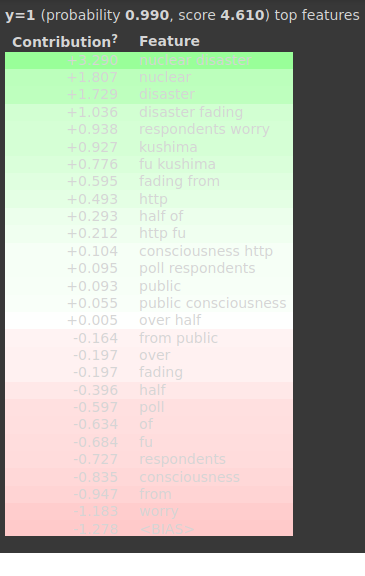 y=1 (probability 0.990, score 4.610) top features
Contribution? Feature
nuclear disaster
+1.807 nuclear
+1.729 disaster
+1.036 disaster fading
+0.938 respondents worry
+0.927 kushima
+0.776 fu kushima
+0.595 fading from
+0.493 http
+0.293 half of
+0.212 http fu
+0.104 consciousness http
+0.095 poll respondents
+0.093 public
+0.055 public consciousness
+0.005 over half
-0.164 from public
-0.197 over
-0.197 fading
-0.396 half
-0.597 poll
-0.634 of
-0.684 fu
-0.727 respondents
-0.835 consciousness
-0.947 from
-1.183 worry
-1.278 <BIAS>